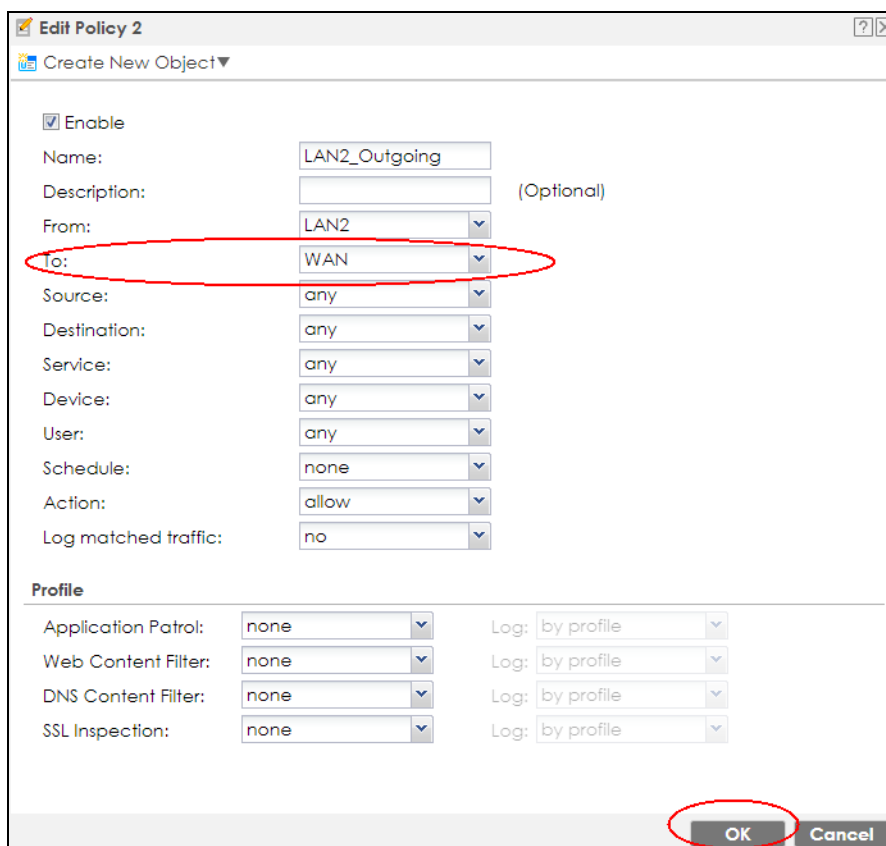 Edit Policy 2
Create New Object
Enable
Name: LAN2_Outgoing
Description: (Optional)
From: LAN2
To: WAN
Source: any
Destination: any
Service: any
Device: any
User: any
Schedule: none
Action: allow
Log matched traffic: no
Profile
Application Patrol: none Log: by profile
Web Content Filter: none Log: by profile
DNS Content Filter: none Log: by profile
SSL Inspection: none Log: by profile
OK Cancel